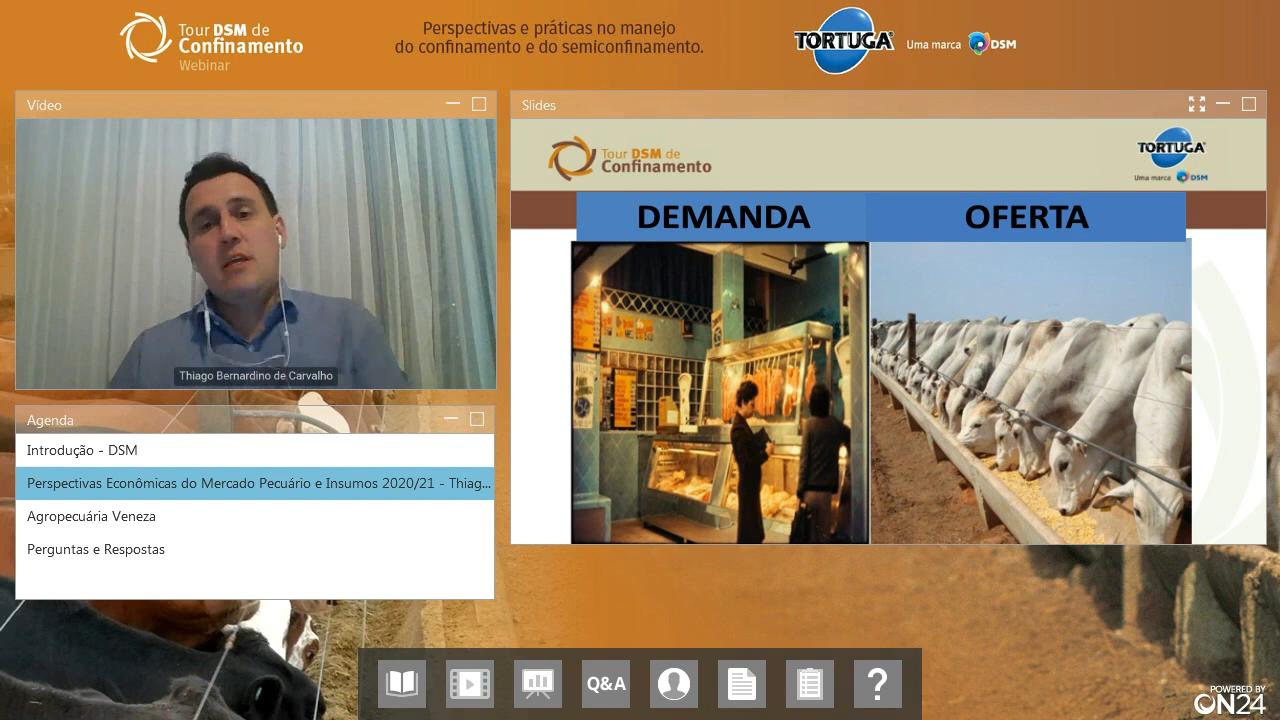 Tour DSM de
Confinamento
Webinar
Perspectivas e práticas no manejo
do confinamento e do semiconfinamento.
TORTUGA
Uma marca DSM
Vídeo
Thiago Bernardino de Carvalho
Slides
Tour DSM de
Confinamento
TORTUGA
Uma marca DSM
DEMANDA
OFERTA
Agenda
Introdução - DSM
Perspectivas Econômicas do Mercado Pecuário e Insumos 2020/21 - Thiag...
Agropecuária Veneza
Perguntas e Respostas
Q&A
?
POWERED BY
ON24